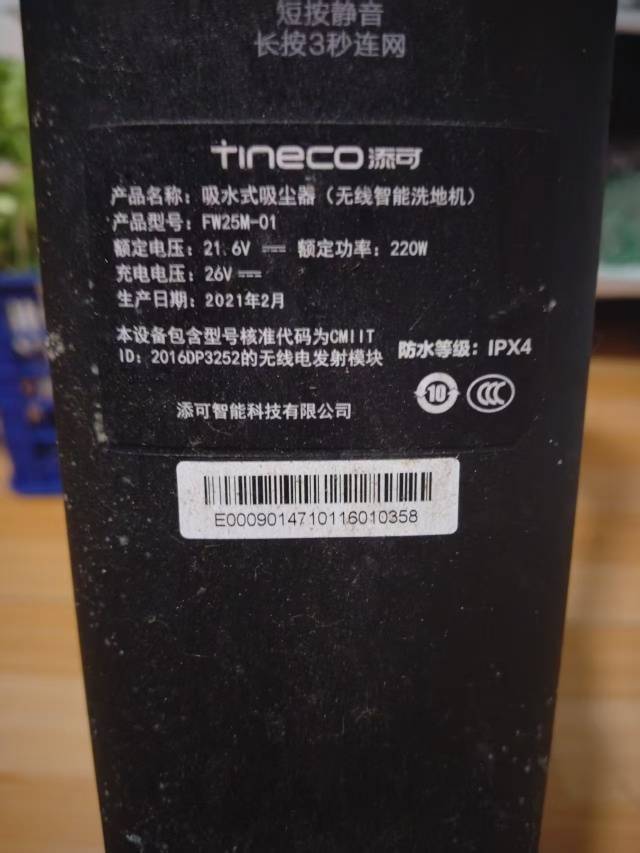 短按静音
长按3秒连网
TINECO 添可
产品名称：吸水式吸尘器（无线智能洗地机）
产品型号：FW25M-01
额定电压：21.6V ⎓ 额定功率：220W
充电电压：26V⎓
生产日期：2021年2月
本设备包含型号核准代码为CMIIT
ID：2016DP3252的无线电发射模块
防水等级：IPX4
10 CCC
添可智能科技有限公司
E0009014710116010358